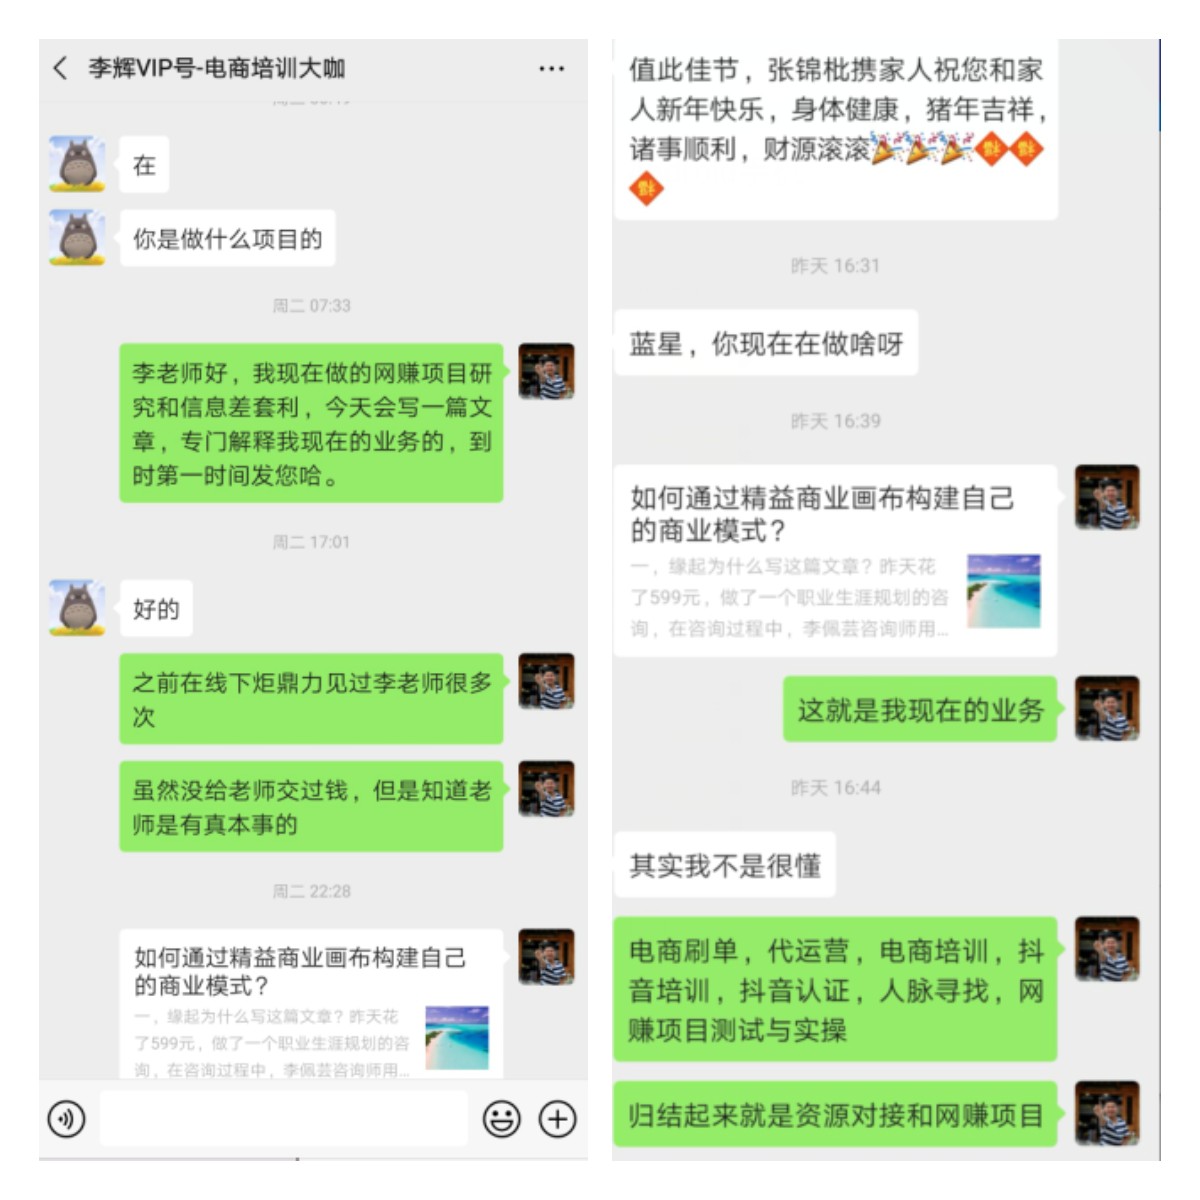 李辉VIP号-电商培训大咖
在
你是做什么项目的
周二 07:33
李老师好，我现在做的网赚项目研
究和信息差套利，今天会写一篇文
章，专门解释我现在的业务的，到
时第一时间发您哈。
周二 17:01
好的
之前在线下炬鼎力见过李老师很多
次
虽然没给老师交过钱，但是知道老
师是有真本事的
周二 22:28
如何通过精益商业画布构建自己
的商业模式？
一，缘起为什么写这篇文章？昨天花
了599元，做了一个职业生涯规划的咨
询，在咨询过程中，李佩芸咨询师用...
值此佳节，张锦枇携家人祝您和家
人新年快乐，身体健康，猪年吉祥，
诸事顺利，财源滚滚
昨天 16:31
蓝星，你现在在做啥呀
昨天 16:39
如何通过精益商业画布构建自己
的商业模式？
一，缘起为什么写这篇文章？昨天花
了599元，做了一个职业生涯规划的咨
询，在咨询过程中，李佩芸咨询师用...
这就是我现在的业务
昨天 16:44
其实我不是很懂
电商刷单，代运营，电商培训，抖
音培训，抖音认证，人脉寻找，网
赚项目测试与实操
归结起来就是资源对接和网赚项目